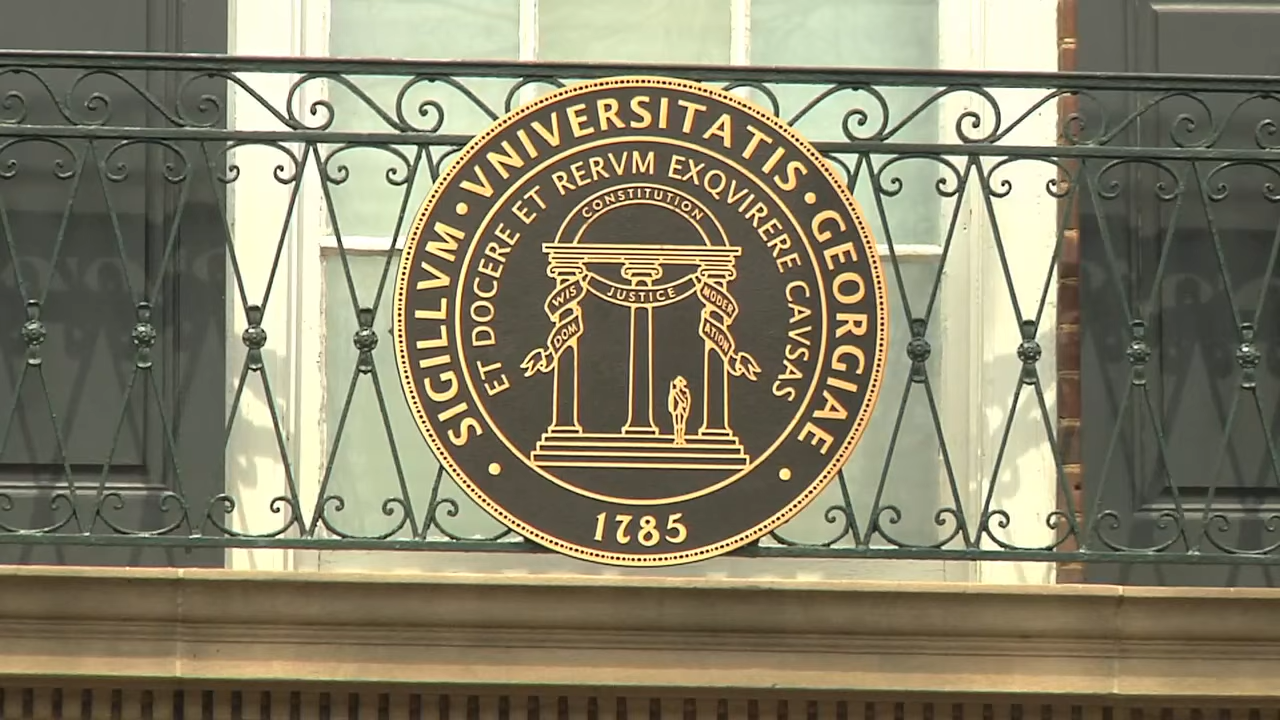 SIGILLVM • VNIVERSITATIS • GEORGIAE
ET DOCERE ET RERVM EXQVIRERE CAVSAS
CONSTITUTION
WIS
DOM
JUSTICE
MODER
ATION
1785